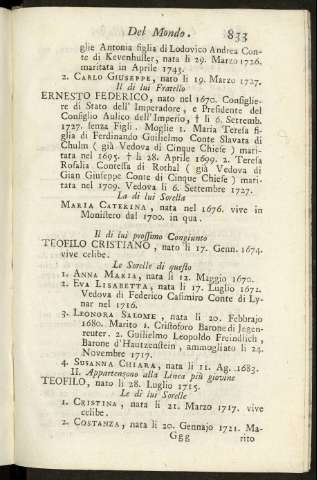 Del Mondo. 833
glie Antonia figlia di Lodovico Andrea Con-
te di Kevenhuller, nata li 29. Marzo 1726.
maritata in Aprile 1743.
2. CARLO GIUSEPPE, nato li 19. Marzo 1727.
Il di lui Fratello
ERNESTO FEDERICO, nato nel 1670. Consiglie-
re di Stato dell' Imperadore, e Presidente del
Consiglio Aulico dell' Imperio, † li 6. Settemb.
1727. senza Figli. Moglie 1. Maria Teresa fi-
glia di Ferdinando Guilielmo Conte Slavata di
Chulm (già Vedova di Cinque Chiese) mari-
tata nel 1695. † li 28. Aprile 1699. 2. Teresa
Rosalia Contessa di Rothal (già Vedova di
Gian Giuseppe Conte di Cinque Chiese) mari-
tata nel 1709. Vedova li 6. Settembre 1727.
La di lui Sorella
MARIA CATERINA, nata nel 1676. vive in
Monistero dal 1700. in qua.
Il di lui prossimo Congiunto
TEOFILO CRISTIANO, nato li 17. Genn. 1674.
vive celibe.
Le Sorelle di questo
1. ANNA MARIA, nata li 12. Maggio 1670.
2. EVA LISABETTA, nata li 17. Luglio 1672.
Vedova di Federico Casimiro Conte di Ly-
nar nel 1716.
3. LEONORA SALOME, nata li 20. Febbrajo
1680. Marito 1. Cristoforo Barone di Jagen-
reuter. 2. Guilielmo Leopoldo Freindlich,
Barone d'Hautzenstein, ammogliato li 24.
Novembre 1717.
4. SUSANNA CHIARA, nata li 11. Ag. 1683.
II. Appartengono alla Linea più giovine
TEOFILO, nato li 28. Luglio 1715.
Le di lui Sorelle
1. CRISTINA, nata li 21. Marzo 1717. vive
celibe.
2. COSTANZA, nata li 20. Gennajo 1721. Ma-
Ggg rito